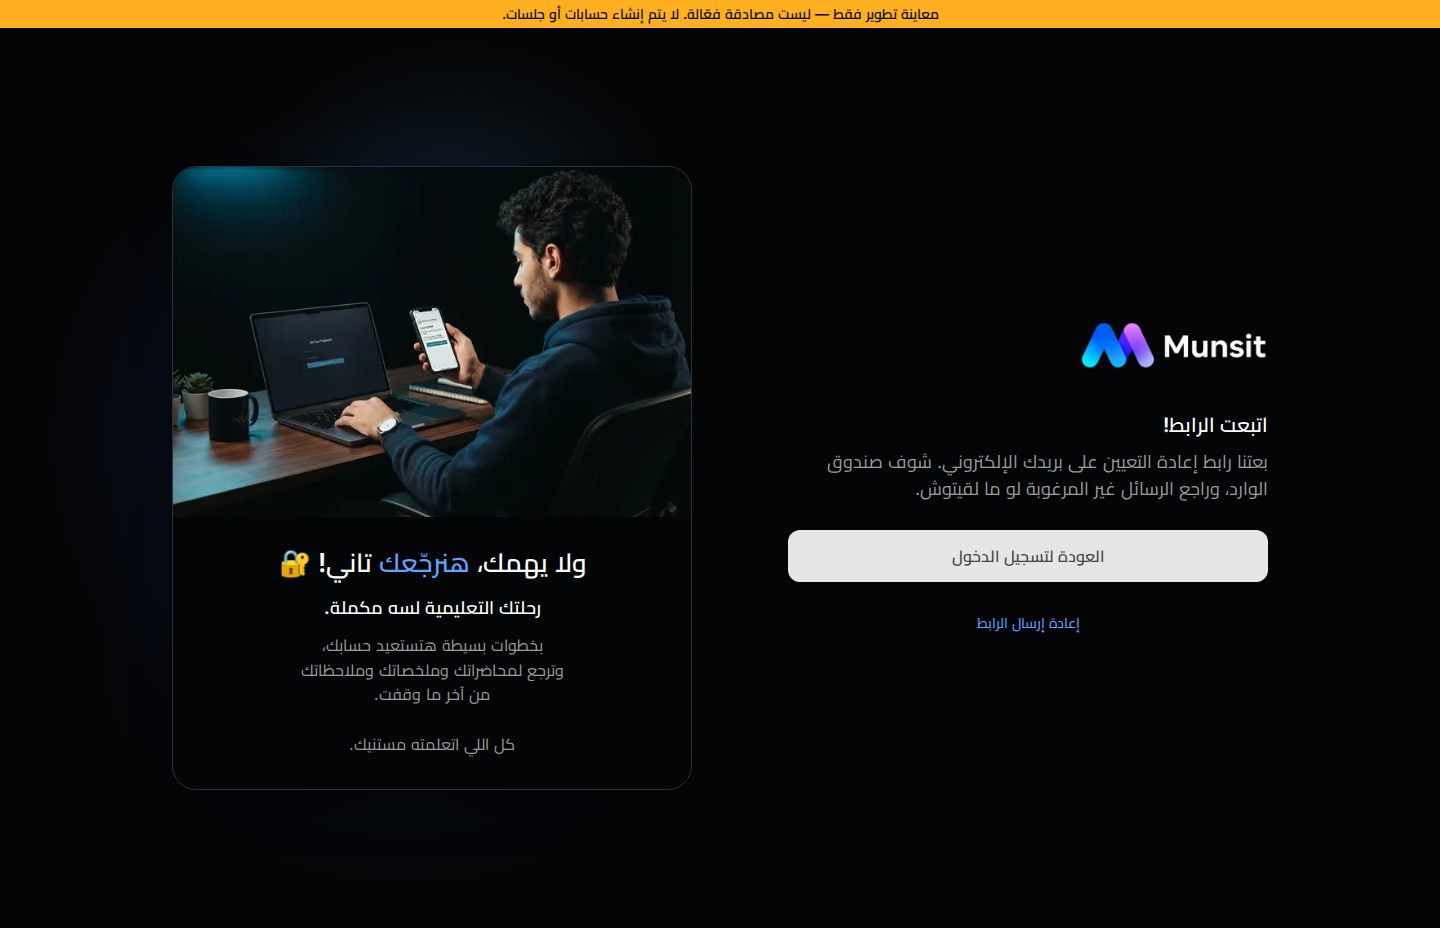 معاينة تطوير فقط — ليست مصادقة فعّالة. لا يتم إنشاء حسابات أو جلسات.
Munsit
اتبعت الرابط!
بعتنا رابط إعادة التعيين على بريدك الإلكتروني. شوف صندوق
الوارد، وراجع الرسائل غير المرغوبة لو ما لقيتوش.
العودة لتسجيل الدخول
إعادة إرسال الرابط
ولا يهمك، هنرجّعك تاني! 🔐
رحلتك التعليمية لسه مكملة.
بخطوات بسيطة هتستعيد حسابك،
وترجع لمحاضراتك وملخصاتك وملاحظاتك
من آخر ما وقفت.
كل اللي اتعلمته مستنيك.